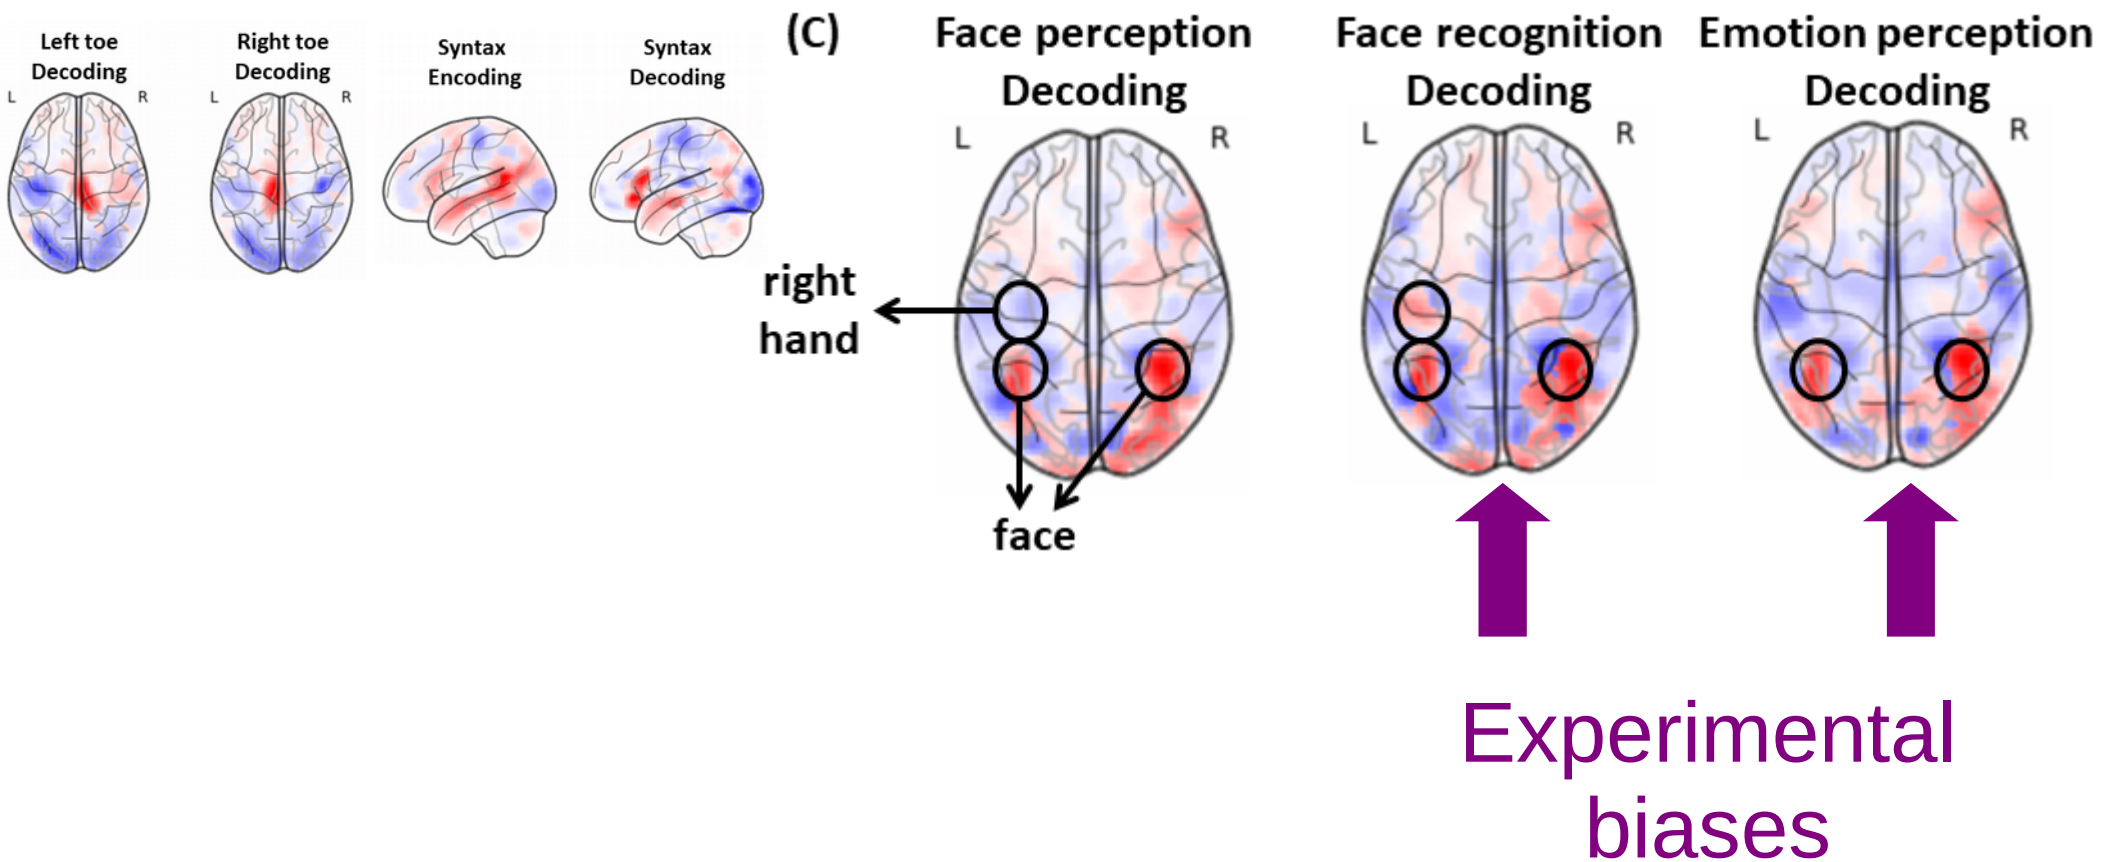 Left toe
Decoding
L
R
Right toe
Decoding
L
R
Syntax
Encoding
Syntax
Decoding
(C)
Face perception
Decoding
L
R
right
hand
face
Face recognition
Decoding
L
R
Emotion perception
Decoding
L
R
Experimental
biases